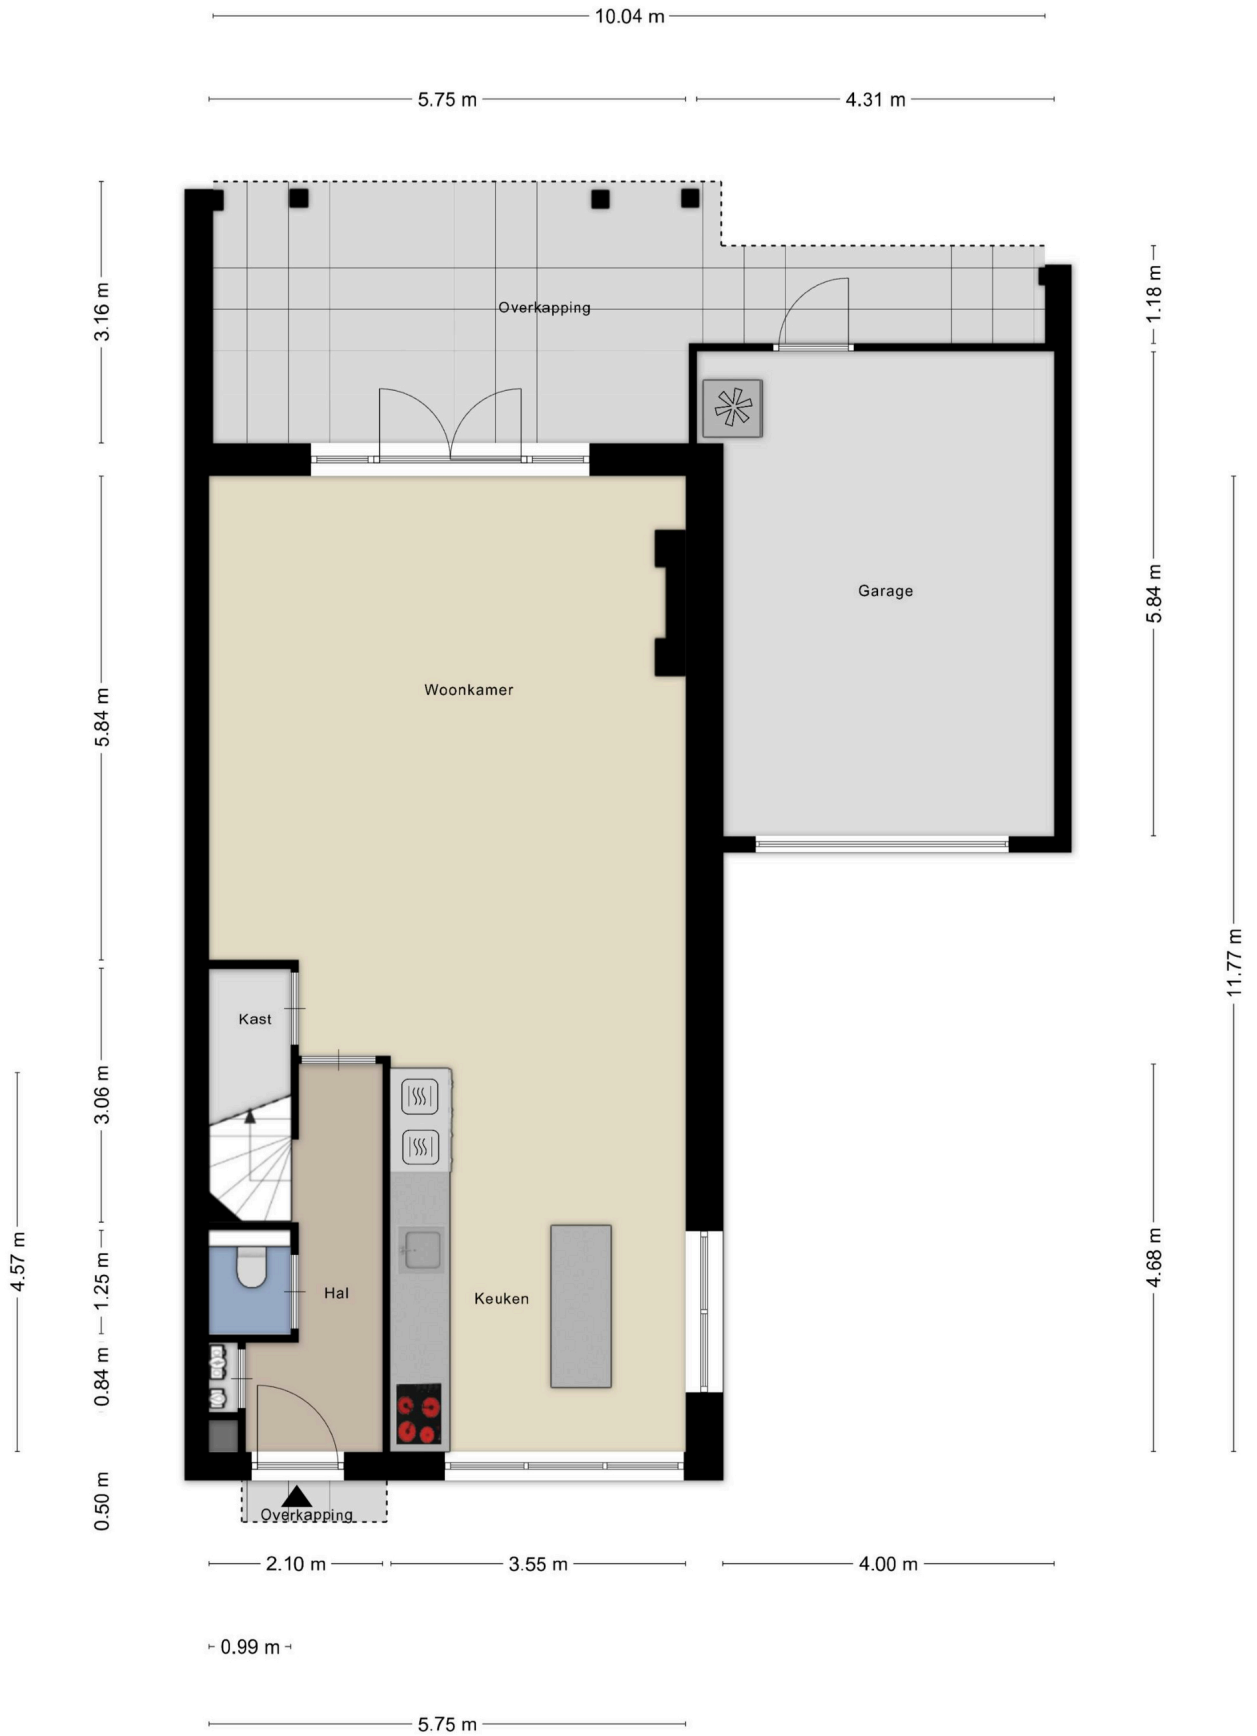 10.04 m
5.75 m
4.31 m
3.16 m
1.18 m
Overkapping
Garage
5.84 m
Woonkamer
5.84 m
11.77 m
Kast
3.06 m
4.57 m
4.68 m
1.25 m
Hal
Keuken
0.84 m
0.50 m
Overkapping
2.10 m
3.55 m
4.00 m
0.99 m
5.75 m